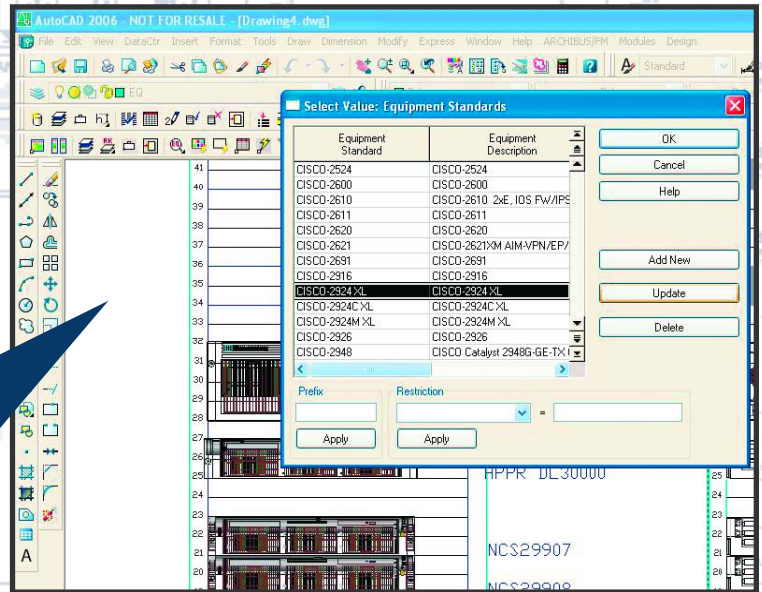 AutoCAD 2006 - NOT FOR RESALE - [Drawing4.dwg]
File Edit View DataCtr Insert Format Tools Draw Dimension Modify Express Window Help ARCHIBUS/FM Modules Design
A Standard
EQ
Select Value: Equipment Standards
Equipment Standard Equipment Description
CISCO-2524 CISCO-2524
CISCO-2600 CISCO-2600
CISCO-2610 CISCO-2610 2xE, IOS FW/IPS
CISCO-2611 CISCO-2611
CISCO-2620 CISCO-2620
CISCO-2621 CISCO-2621XM AIM-VPN/EP/
CISCO-2691 CISCO-2691
CISCO-2916 CISCO-2916
CISCO-2924 XL CISCO-2924 XL
CISCO-2924C XL CISCO-2924C XL
CISCO-2924M XL CISCO-2924M XL
CISCO-2926 CISCO-2926
CISCO-2948 CISCO Catalyst 2948G-GE-TX
OK
Cancel
Help
Add New
Update
Delete
Prefix Restriction
=
Apply Apply
41
40
39
38
37
36
35
34
33
32
31
30
29
28
27
26
25
24
23
22
21
20
HPPR DL30000
NCS29907
NCS29908
25
24
23
22
21
20
A